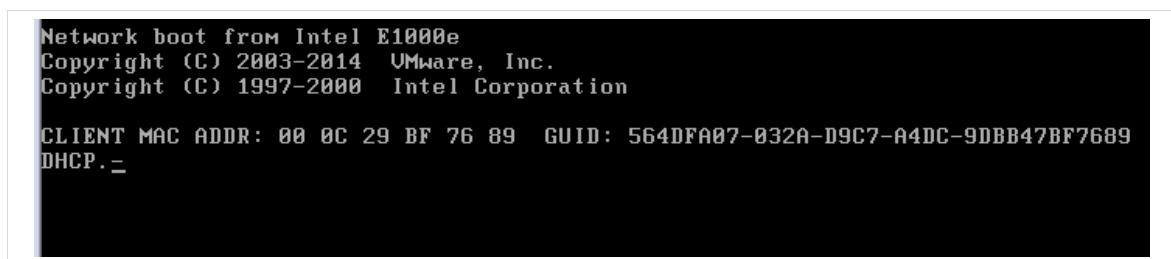 Network boot from Intel E1000e
Copyright (C) 2003-2014  VMware, Inc.
Copyright (C) 1997-2000  Intel Corporation
CLIENT MAC ADDR: 00 0C 29 BF 76 89  GUID: 564DFA07-032A-D9C7-A4DC-9DBB47BF7689
DHCP._